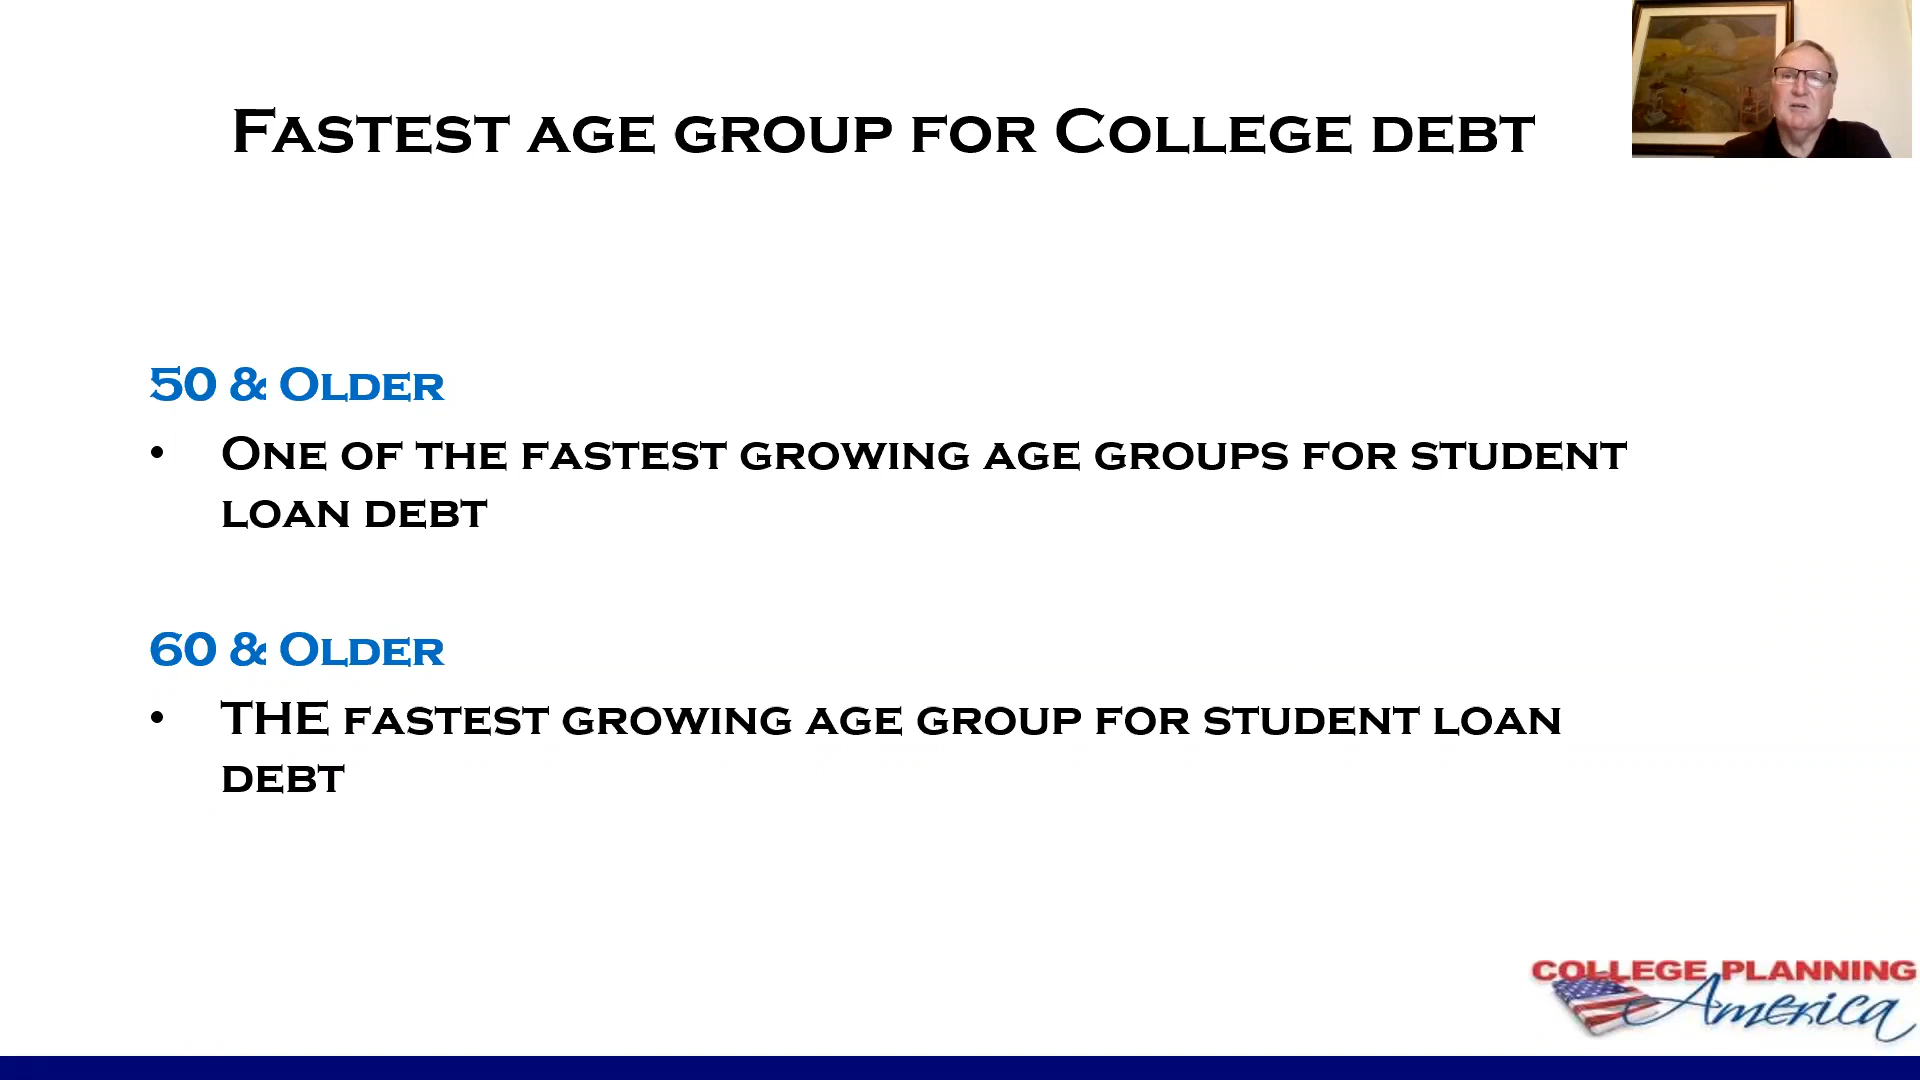 Fastest age group for College debt
50 & Older
• One of the fastest growing age groups for student
loan debt
60 & Older
• THE fastest growing age group for student loan
debt
COLLEGE PLANNING
America